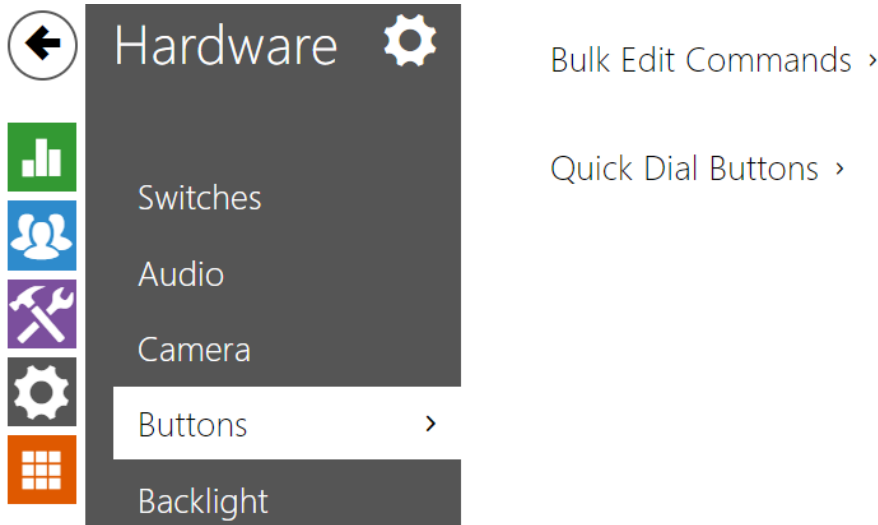 Hardware
Switches
Audio
Camera
Buttons
Backlight
Bulk Edit Commands
Quick Dial Buttons